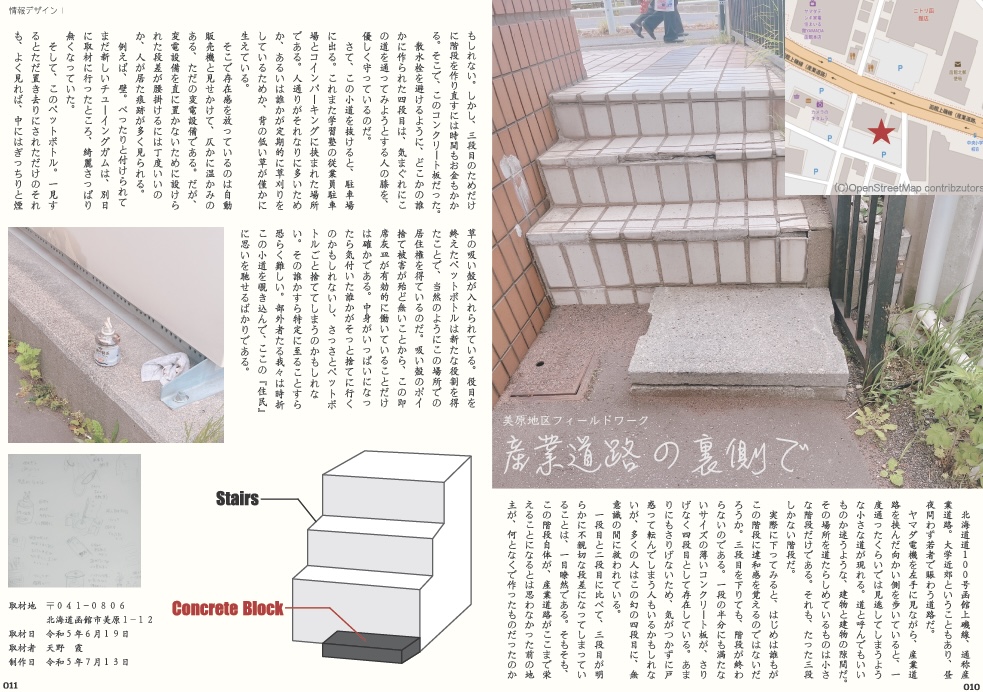 美原地区フィールドワーク
産業道路の裏側で
(C)OpenStreetMap contribzutors
ニトリ函
館店
P
P
P
P
P
北海道道100号函館上磯線、通称産
業道路。大学近郊ということもあり、昼
夜問わず若者で賑わう道路だ。
ヤマダ電機を左手に見ながら、産業道
路を挟んだ向かい側を歩いていると、一
度通ったくらいでは見逃してしまうよう
な小さな道が現れる。道と呼んでもいい
ものか迷うような、建物と建物の隙間だ。
その場所を道たらしめているものは小さ
な階段だけである。それも、たった三段
しかない階段だ。
実際に下ってみると、はじめは誰もが
この階段に違和感を覚えるのではないだ
ろうか。三段目を下りても、階段が終わ
らないのである。一段の半分にも満たな
いサイズの薄いコンクリート板が、さり
げなく四段目として存在している。あま
りにもさりげないため、気がつかずに戸
惑って転んでしまう人もいるかもしれな
いが、多くの人はこの幻の四段目に、無
意識の間に救われている。
一段目と二段目に比べて、三段目が明
らかに不親切な段差になってしまってい
ることは、一目瞭然である。そもそも、
この階段自体が、産業道路がここまで栄
えることになるとは思わなかった前の地
主が、何となくで作ったものだったのか
010
情報デザインⅠ
もしれない。しかし、三段目のためだけ
に階段を作り直すには時間もお金もかか
る。そこで、このコンクリート板だった。
散水栓を避けるように、どこかの誰
かに作られた四段目は、気まぐれにこ
の道を通ってみようとする人の膝を、
優しく守っているのだ。
さて、この小道を抜けると、駐車場
に出る。これまた学習塾の従業員駐車
場とコインパーキングに挟まれた場所
である。人通りがそれなりに多いため
か、あるいは誰かが定期的に草刈りを
しているためか、背の低い草が僅かに
生えている。
そこで存在感を放っているのは自動
販売機と見せかけて、仄かに温かみの
ある、ただの変電設備である。だが、
変電設備を直に置かないために設けら
れた段差が腰掛けるには丁度いいの
か、人が居た痕跡が多く見られる。
例えば、壁。べったりと付けられて
まだ新しいチューイングガムは、別日
に取材に行ったところ、綺麗さっぱり
無くなっていた。
そして、このペットボトル。一見す
るとただ置き去りにされただけのそれ
も、よく見れば、中にはぎっちりと煙
草の吸い殻が入れられている。役目を
終えたペットボトルは新たな役割を得
たことで、当然のようにこの場所での
居住権を得ているのだ。吸い殻のポイ
捨て被害が殆ど無いことから、この即
席灰皿が有効的に働いていることだけ
は確かである。中身がいっぱいになっ
たら気付いた誰かがそっと捨てに行く
のかもしれないし、さっさとペットボ
トルごと捨ててしまうのかもしれな
い。その誰かすら特定に至ることすら
恐らく難しい。部外者たる我々は時折
この小道を覗き込んで、ここの『住民』
に思いを馳せるばかりである。
Stairs
Concrete Block
取材地 〒041-0806
北海道函館市美原1-12
取材日 令和5年6月19日
取材者 天野 霞
制作日 令和5年7月13日
011